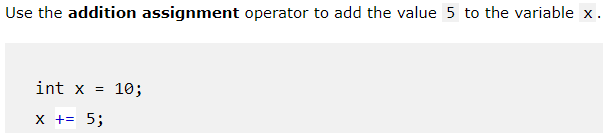 Use the addition assignment operator to add the value 5 to the variable x.
int x = 10;
x += 5;